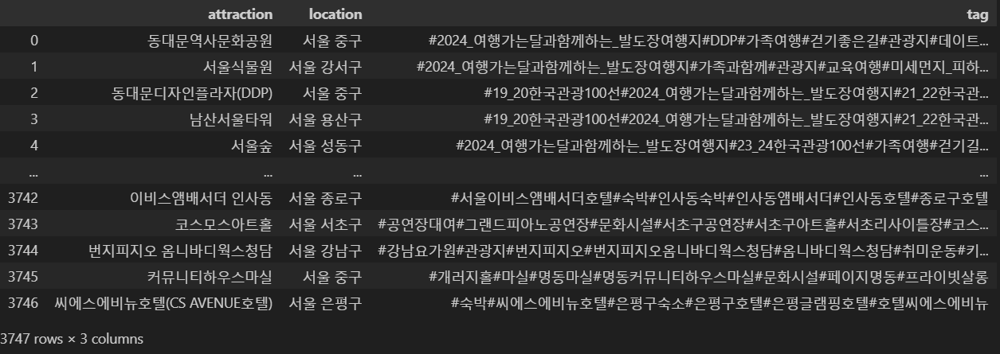 attraction location tag
0 동대문역사문화공원 서울 중구 #2024_여행가는달과함께하는_발도장여행지#DDP#가족여행#걷기좋은길#관광지#데이트...
1 서울식물원 서울 강서구 #2024_여행가는달과함께하는_발도장여행지#가족과함께#관광지#교육여행#미세먼지_피하...
2 동대문디자인플라자(DDP) 서울 중구 #19_20한국관광100선#2024_여행가는달과함께하는_발도장여행지#21_22한국관...
3 남산서울타워 서울 용산구 #19_20한국관광100선#2024_여행가는달과함께하는_발도장여행지#21_22한국관...
4 서울숲 서울 성동구 #2024_여행가는달과함께하는_발도장여행지#23_24한국관광100선#가족여행#걷기길...
... ... ... ...
3742 이비스앰배서더 인사동 서울 종로구 #서울이비스앰배서더호텔#숙박#인사동숙박#인사동앰배서더#인사동호텔#종로구호텔
3743 코스모스아트홀 서울 서초구 #공연장대여#그랜드피아노공연장#문화시설#서초구공연장#서초구아트홀#서초리사이틀장#코스...
3744 번지피지오 옴니바디웍스청담 서울 강남구 #강남요가원#관광지#번지피지오#번지피지오옴니바디웍스청담#옴니바디웍스청담#취미운동#키...
3745 커뮤니티하우스마실 서울 중구 #갤러지홀#마실#명동마실#명동커뮤니티하우스마실#문화시설#페이지명동#프라이빗살롱
3746 씨에스에비뉴호텔(CS AVENUE호텔) 서울 은평구 #숙박#씨에스에비뉴호텔#은평구숙소#은평구호텔#은평글램핑호텔#호텔씨에스에비뉴
3747 rows × 3 columns